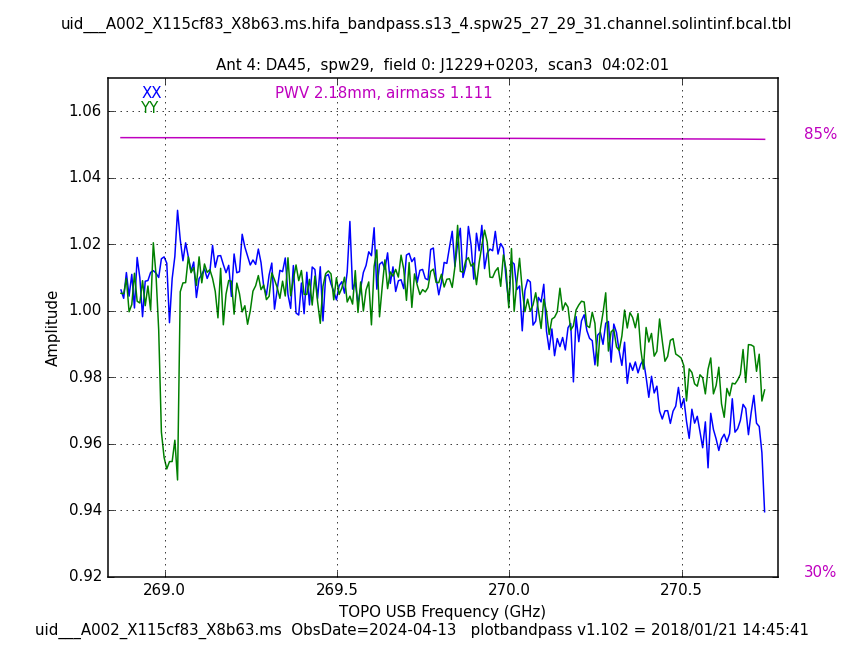 uid___A002_X115cf83_X8b63.ms.hifa_bandpass.s13_4.spw25_27_29_31.channel.solintinf.bcal.tbl
Ant 4: DA45,  spw29,  field 0: J1229+0203,  scan3  04:02:01
XX
PWV 2.18mm, airmass 1.111
YY
1.06
85%
1.04
1.02
1.00
Amplitude
0.98
0.96
0.94
0.92
30%
269.0
269.5
270.0
270.5
TOPO USB Frequency (GHz)
uid___A002_X115cf83_X8b63.ms  ObsDate=2024-04-13   plotbandpass v1.102 = 2018/01/21 14:45:41